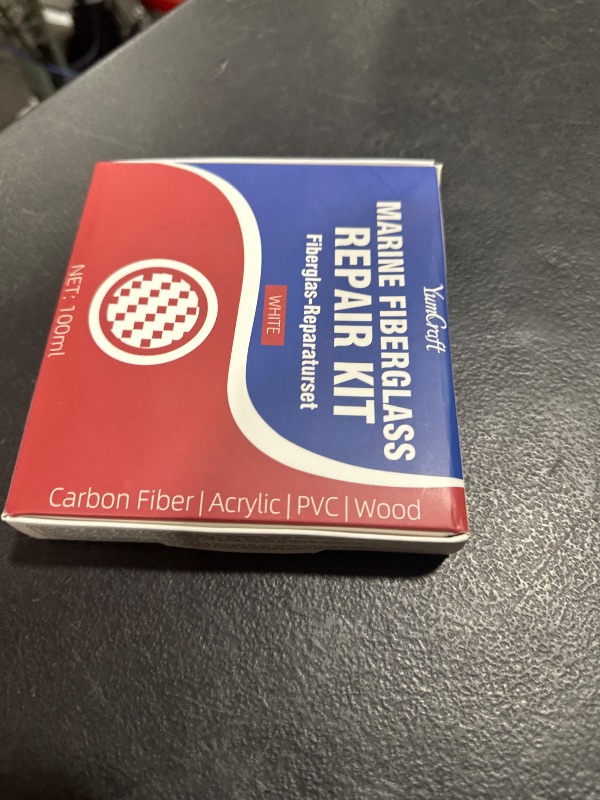 YumCraft
MARINE FIBERGLASS
REPAIR KIT
Fiberglas-Reparaturset
WHITE
NET: 100ml
Carbon Fiber | Acrylic | PVC | Wood